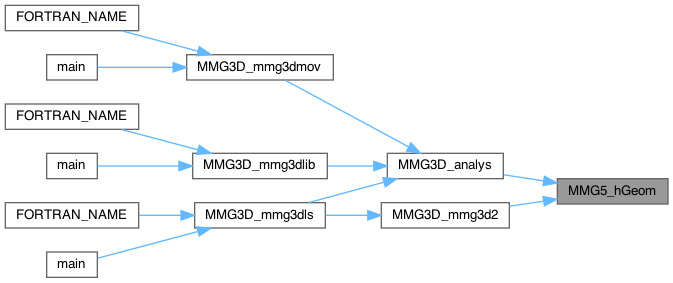 FORTRAN_NAME
main
MMG3D_mmg3dmov
FORTRAN_NAME
main
MMG3D_mmg3dlib
MMG3D_analys
MMG5_hGeom
FORTRAN_NAME
MMG3D_mmg3dls
MMG3D_mmg3d2
main